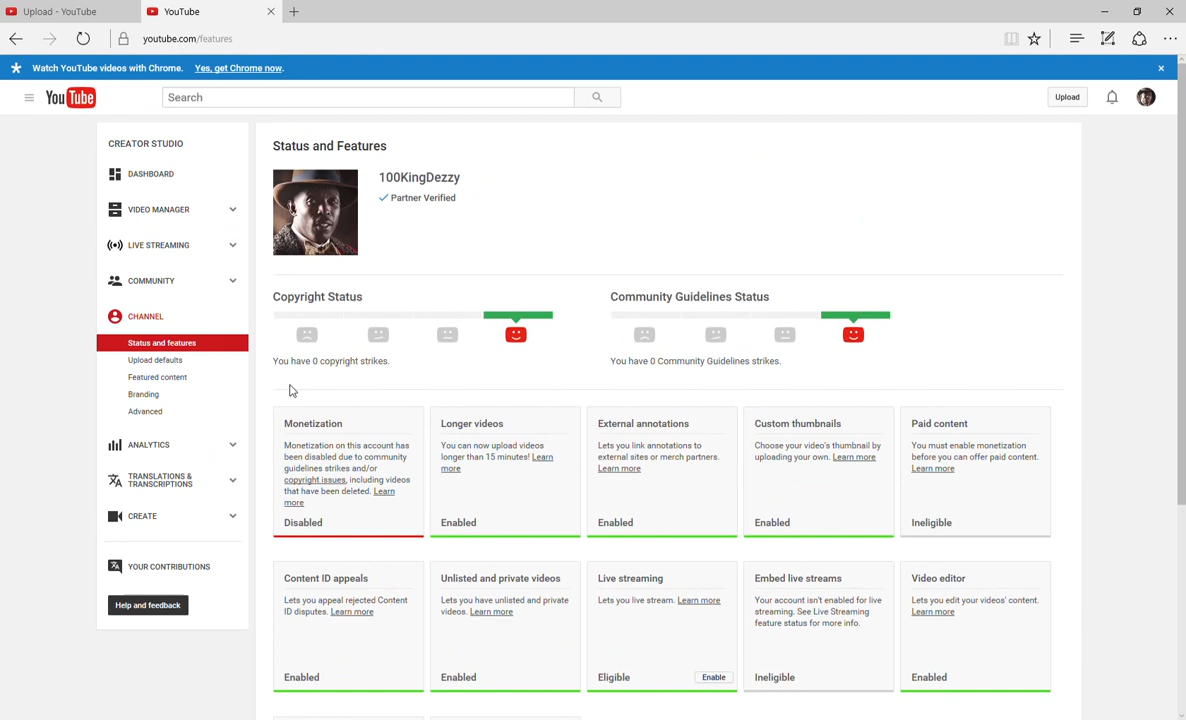 Upload - YouTube
YouTube
youtube.com/features
Watch YouTube videos with Chrome. Yes, get Chrome now.
YouTube
Search
Upload
CREATOR STUDIO
DASHBOARD
VIDEO MANAGER
LIVE STREAMING
COMMUNITY
CHANNEL
Status and features
Upload defaults
Featured content
Branding
Advanced
ANALYTICS
TRANSLATIONS &
TRANSCRIPTIONS
CREATE
YOUR CONTRIBUTIONS
Help and feedback
Status and Features
100KingDezzy
Partner Verified
Copyright Status
You have 0 copyright strikes.
Community Guidelines Status
You have 0 Community Guidelines strikes.
Monetization
Monetization on this account has
been disabled due to community
guidelines strikes and/or
copyright issues, including videos
that have been deleted. Learn
more
Disabled
Longer videos
You can now upload videos
longer than 15 minutes! Learn
more
Enabled
External annotations
Lets you link annotations to
external sites or merch partners.
Learn more
Enabled
Custom thumbnails
Choose your video's thumbnail by
uploading your own. Learn more
Enabled
Paid content
You must enable monetization
before you can offer paid content.
Learn more
Ineligible
Content ID appeals
Lets you appeal rejected Content
ID disputes. Learn more
Enabled
Unlisted and private videos
Lets you have unlisted and private
videos. Learn more
Enabled
Live streaming
Lets you live stream. Learn more
Eligible
Enable
Embed live streams
Your account isn't enabled for live
streaming. See Live Streaming
feature status for more info.
Ineligible
Video editor
Lets you edit your videos' content.
Learn more
Enabled